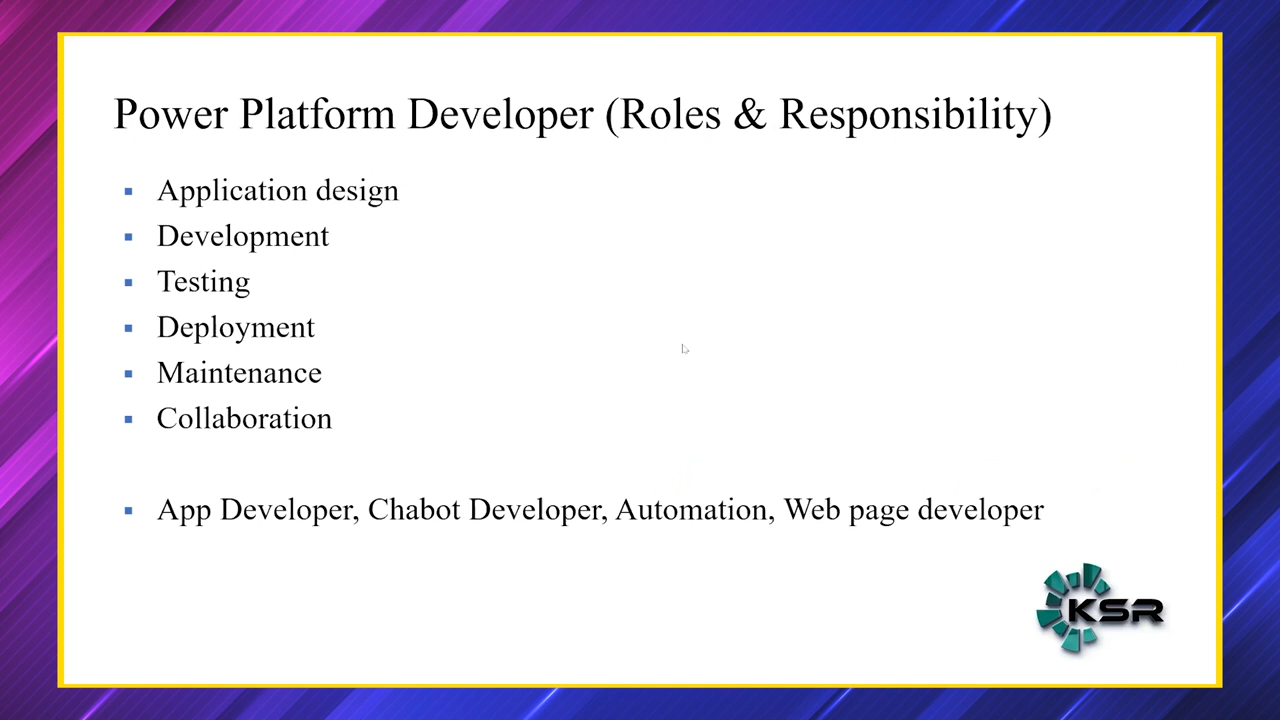 Power Platform Developer (Roles & Responsibility)
▪ Application design
▪ Development
▪ Testing
▪ Deployment
▪ Maintenance
▪ Collaboration
▪ App Developer, Chabot Developer, Automation, Web page developer
KSR